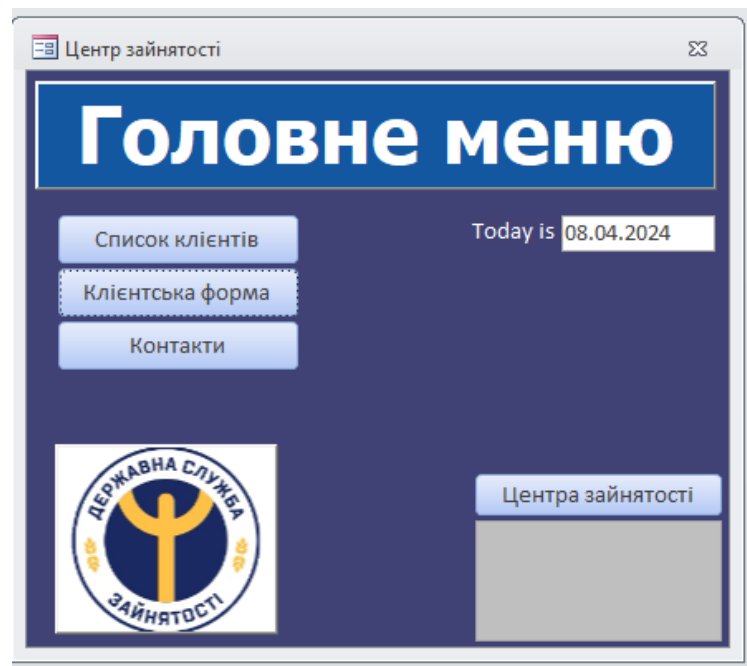 Центр зайнятості
Головне меню
Список клієнтів
Today is 08.04.2024
Клієнтська форма
Контакти
ДЕРЖАВНА СЛУЖБА
ЗАЙНЯТОСТІ
Центра зайнятості